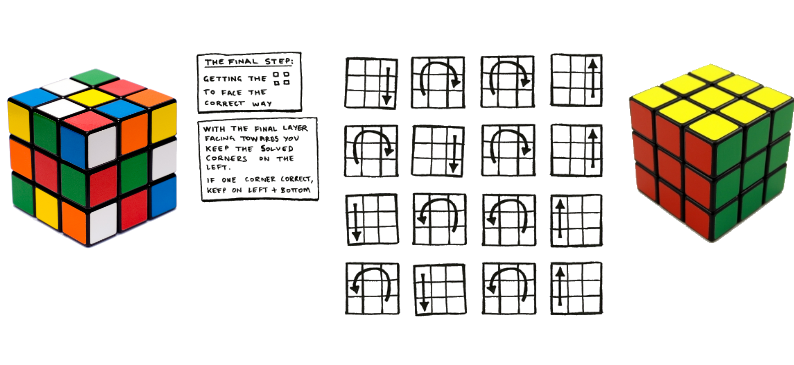 THE FINAL STEP:
GETTING THE
TO FACE THE
CORRECT WAY
WITH THE FINAL LAYER
FACING TOWARDS YOU
KEEP THE SOLVED
CORNERS ON THE
LEFT.
IF ONE CORNER CORRECT,
KEEP ON LEFT + BOTTOM